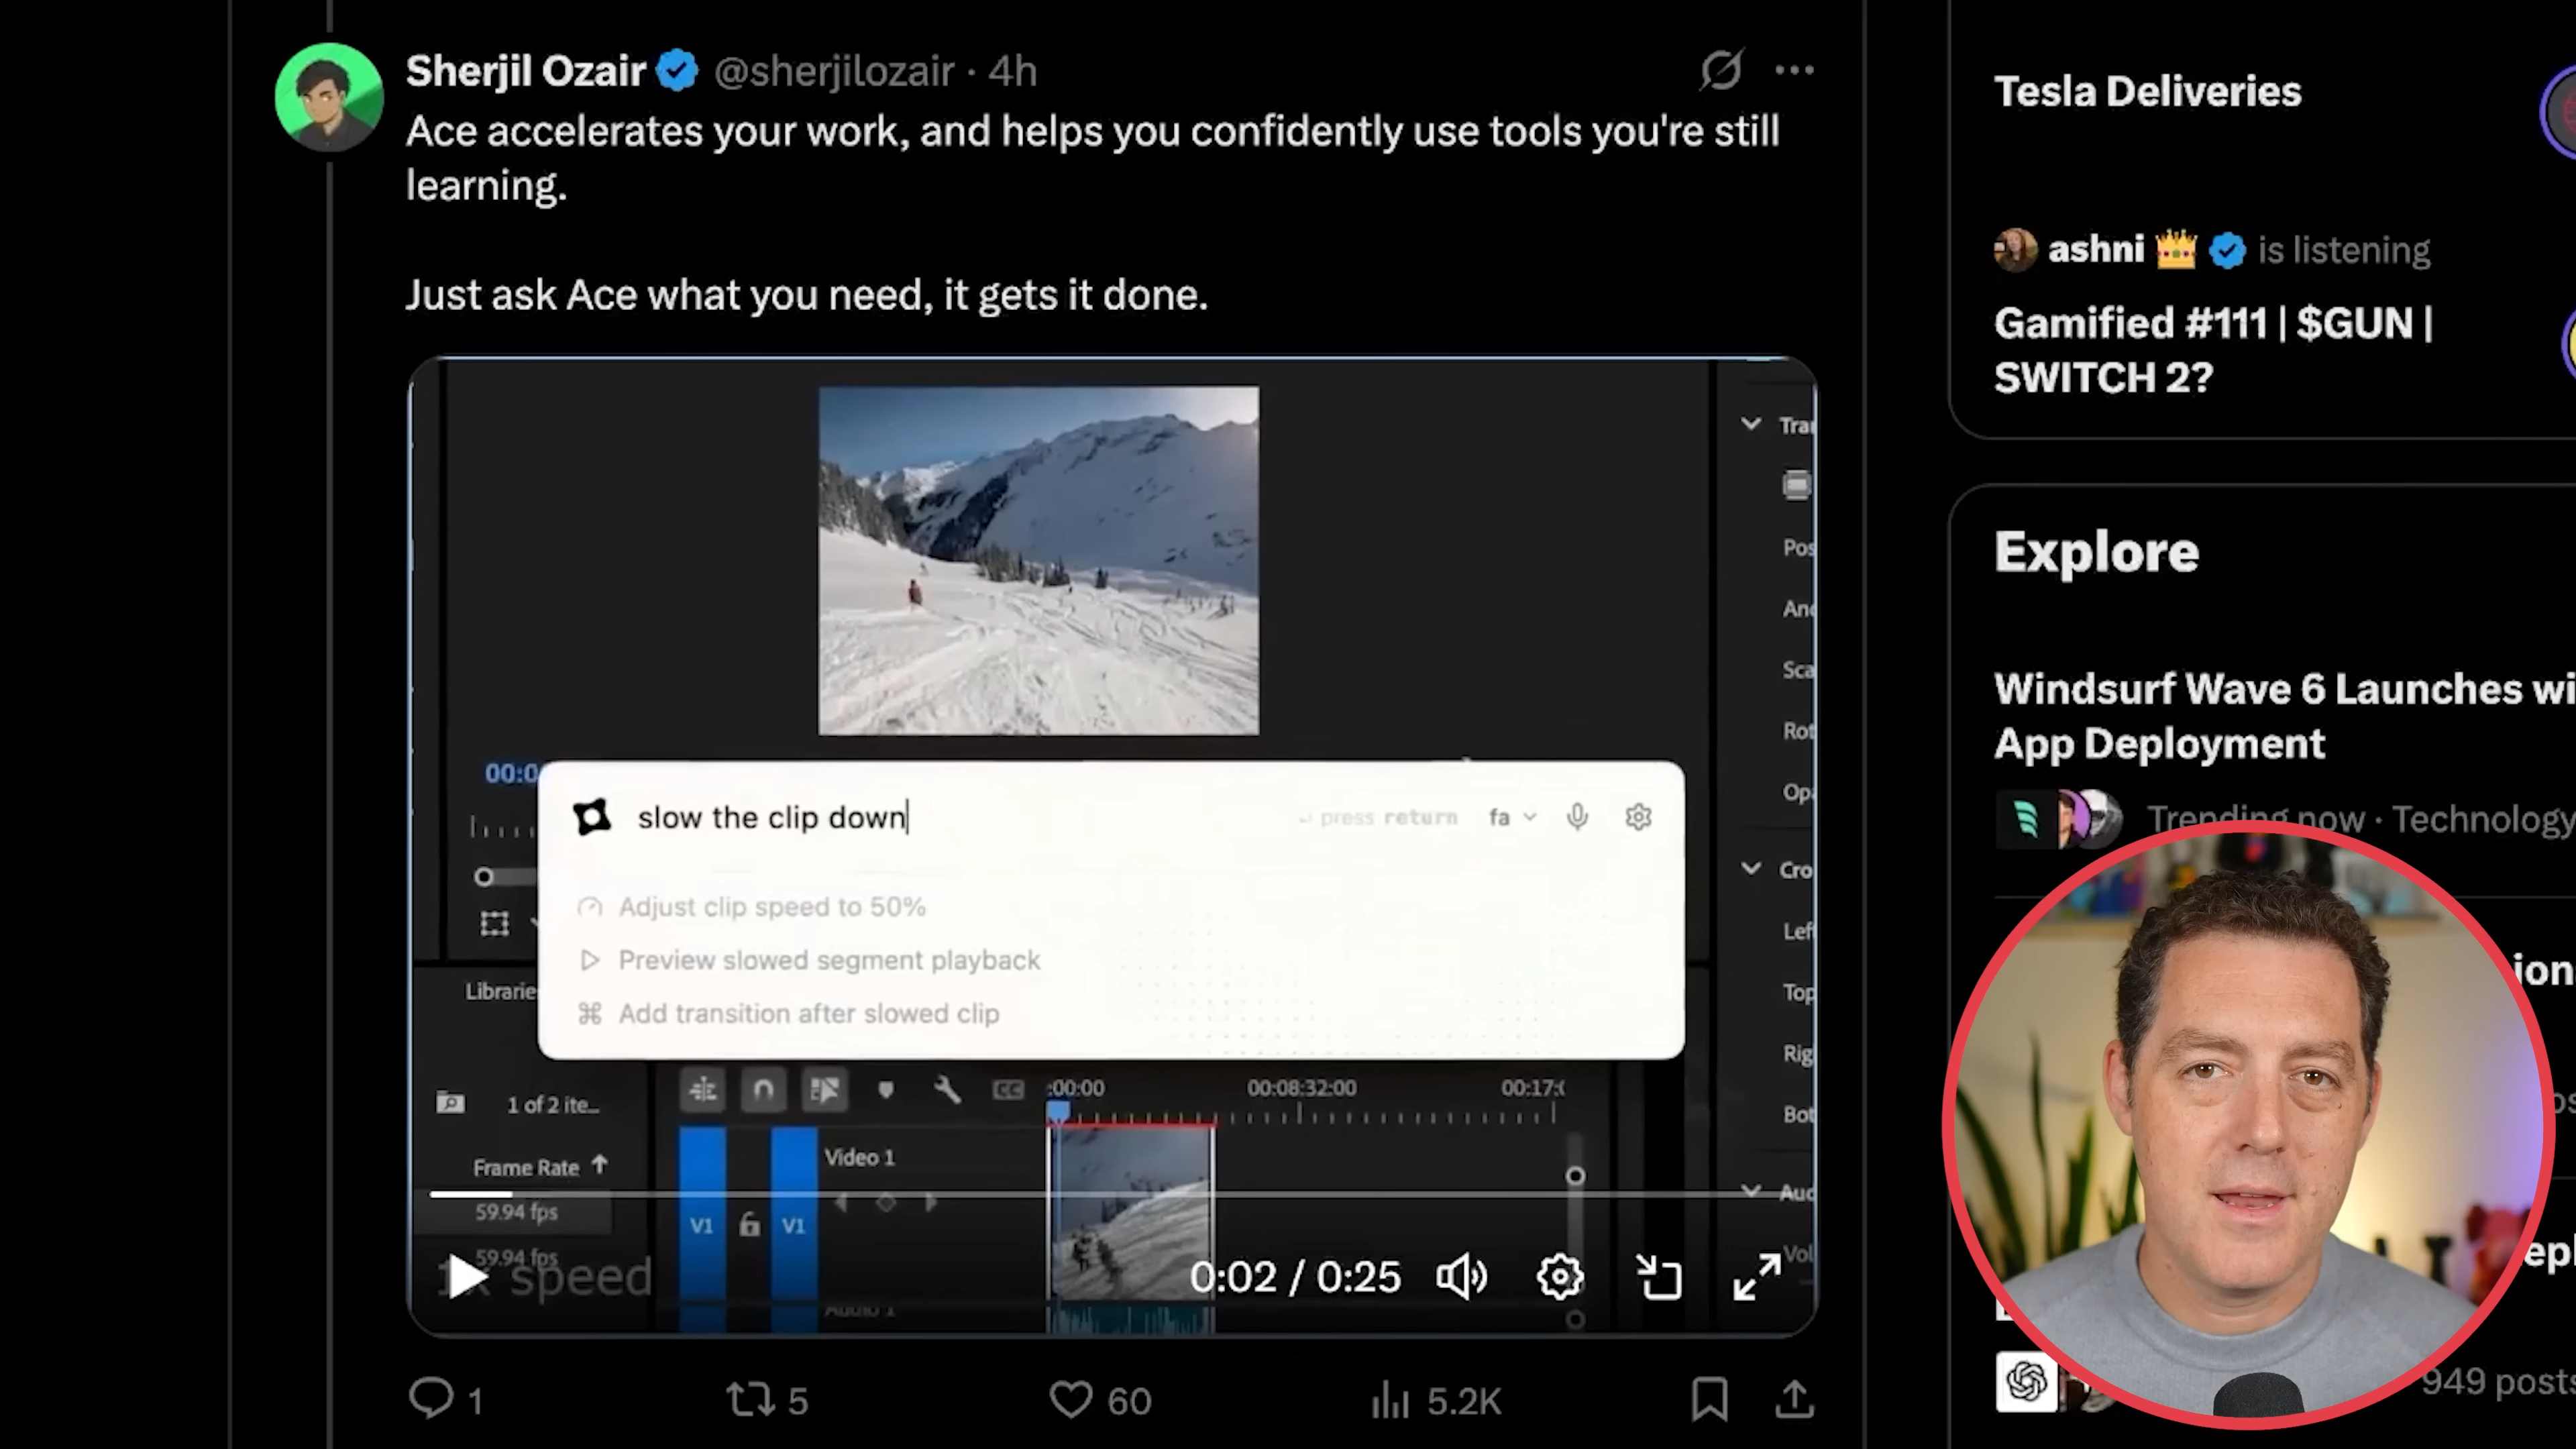 Sherjil Ozair @sherjilozair · 4h
Ace accelerates your work, and helps you confidently use tools you're still
learning.
Just ask Ace what you need, it gets it done.
slow the clip down
press return
fa
Adjust clip speed to 50%
Preview slowed segment playback
Add transition after slowed clip
1 of 2 ite...
Frame Rate
59.94 fps
59.94 fps
:00:00
00:08:32:00
Video 1
V1
V1
Audio 1
1x speed
0:02 / 0:25
1
5
60
5.2K
Tesla Deliveries
ashni is listening
Gamified #111 | $GUN |
SWITCH 2?
Explore
Windsurf Wave 6 Launches
App Deployment
Trending now · Technology
949 posts